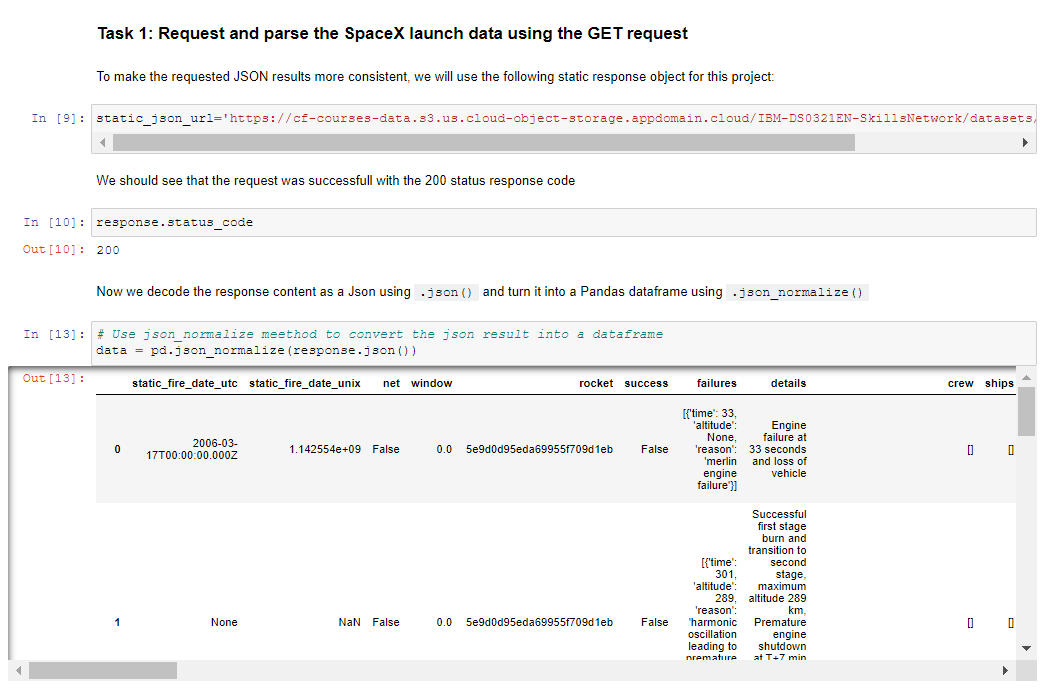 Task 1: Request and parse the SpaceX launch data using the GET request
To make the requested JSON results more consistent, we will use the following static response object for this project:
In [9]: static_json_url='https://cf-courses-data.s3.us.cloud-object-storage.appdomain.cloud/IBM-DS0321EN-SkillsNetwork/datasets/
We should see that the request was successfull with the 200 status response code
In [10]: response.status_code
Out[10]: 200
Now we decode the response content as a Json using .json() and turn it into a Pandas dataframe using .json_normalize()
In [13]: # Use json_normalize meethod to convert the json result into a dataframe
data = pd.json_normalize(response.json())
Out[13]:
static_fire_date_utc static_fire_date_unix net window rocket success failures details crew ships
0 2006-03-17T00:00:00.000Z 1.142554e+09 False 0.0 5e9d0d95eda69955f709d1eb False [{'time': 33, 'altitude': None, 'reason': 'merlin engine failure'}] Engine failure at 33 seconds and loss of vehicle [] []
1 None NaN False 0.0 5e9d0d95eda69955f709d1eb False [{'time': 301, 'altitude': 289, 'reason': 'harmonic oscillation leading to premature Successful first stage burn and transition to second stage, maximum altitude 289 km, Premature engine shutdown at T+7 min [] []